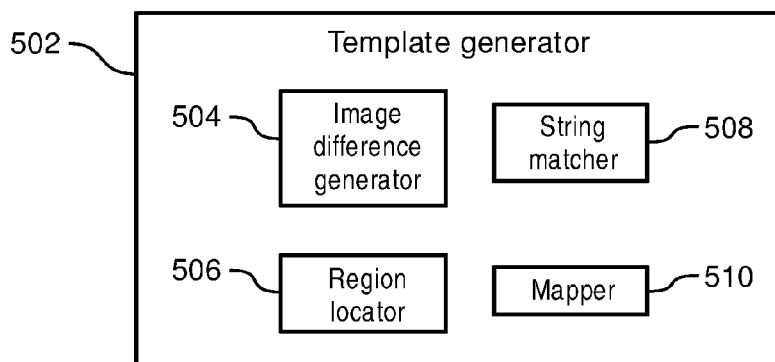 502
Template generator
504
Image
difference
generator
String
matcher
508
506
Region
locator
Mapper
510